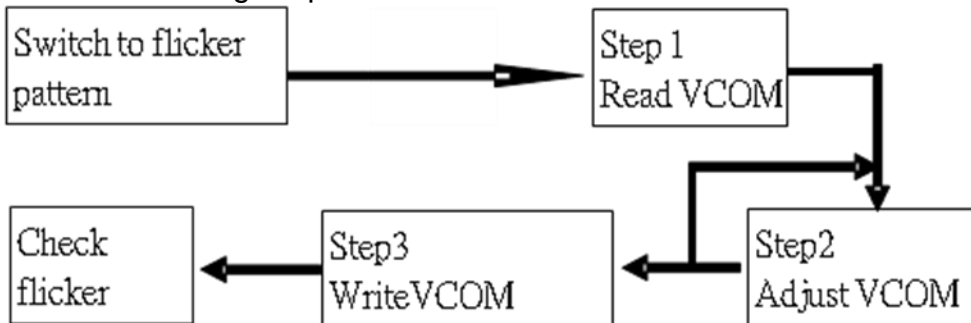 Switch to flicker
pattern
Step 1
Read VCOM
Step2
Adjust VCOM
Step3
WriteVCOM
Check
flicker